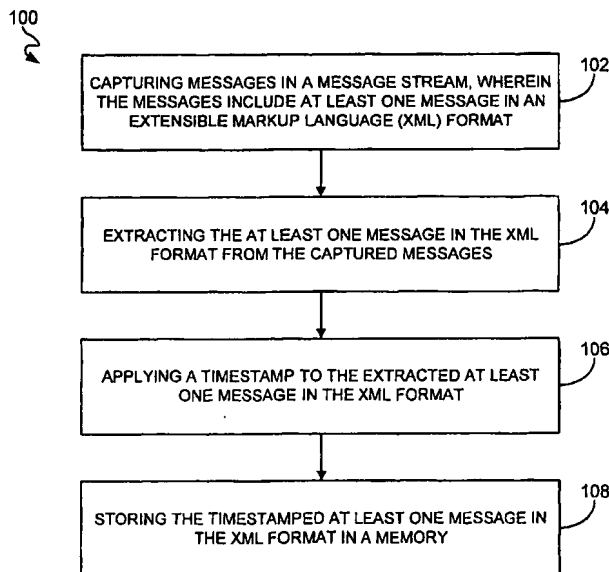 100
CAPTURING MESSAGES IN A MESSAGE STREAM, WHEREIN
THE MESSAGES INCLUDE AT LEAST ONE MESSAGE IN AN
EXTENSIBLE MARKUP LANGUAGE (XML) FORMAT
102
EXTRACTING THE AT LEAST ONE MESSAGE IN THE XML
FORMAT FROM THE CAPTURED MESSAGES
104
APPLYING A TIMESTAMP TO THE EXTRACTED AT LEAST
ONE MESSAGE IN THE XML FORMAT
106
STORING THE TIMESTAMPED AT LEAST ONE MESSAGE IN
THE XML FORMAT IN A MEMORY
108